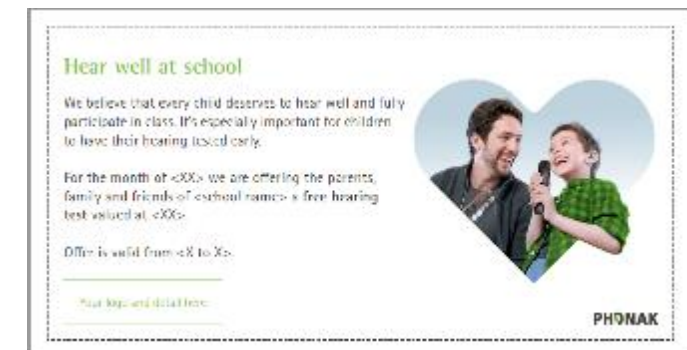 Hear well at school
We believe that every child deserves to hear well and fully
participate in class. It's especially important for children
to have their hearing tested early.
For the month of <XX> we are offering the parents,
family and friends of <school name> a free hearing
test valued at <XX>
Offer is valid from <X to X>.
Your logo and detail here
PHONAK